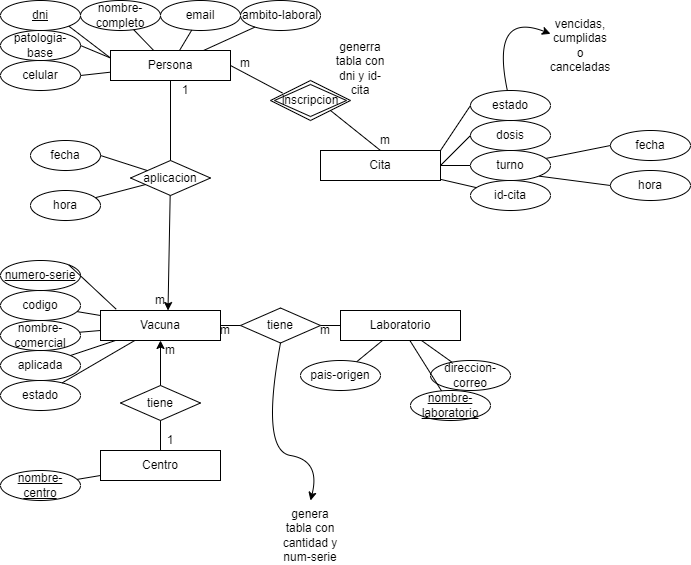 dni
nombre-
completo
email
ambito-laboral
patologia-
base
celular
Persona
m
1
generra
tabla con
dni y id-
cita
inscripcion
m
vencidas,
cumplidas
o
canceladas
estado
dosis
turno
id-cita
Cita
fecha
hora
fecha
hora
aplicacion
m
numero-serie
codigo
nombre-
comercial
aplicada
estado
Vacuna
m
tiene
m
Laboratorio
pais-origen
direccion-
correo
nombre-
laboratorio
m
tiene
1
Centro
nombre-
centro
genera
tabla con
cantidad y
num-serie